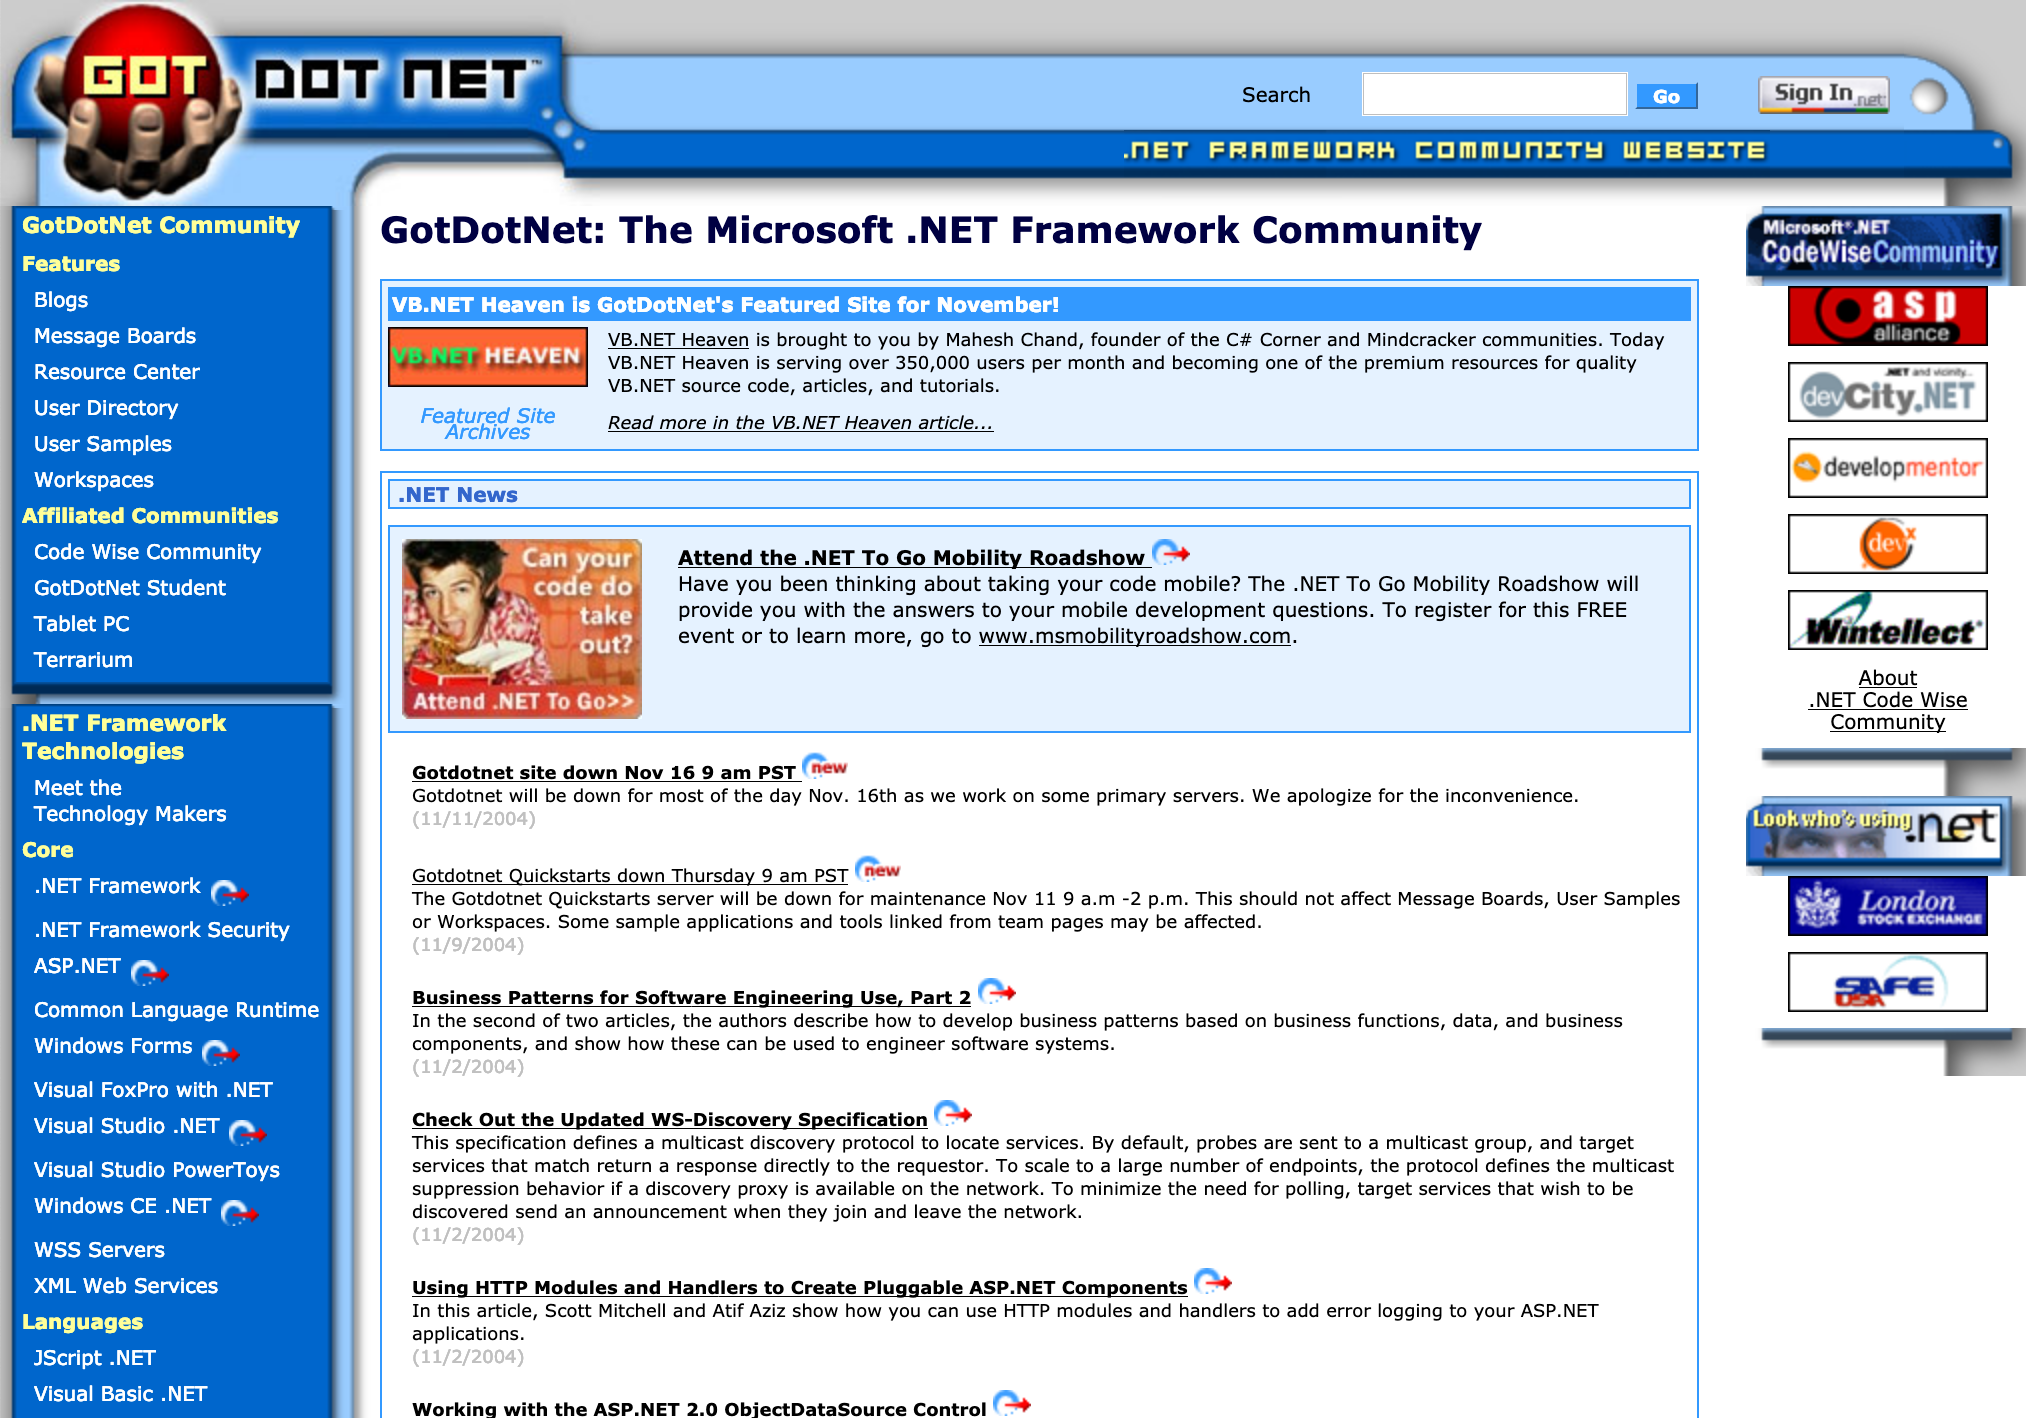 GOT DOT NET™
Search
Go
Sign In .net
.NET FRAMEWORK COMMUNITY WEBSITE
GotDotNet Community
Features
Blogs
Message Boards
Resource Center
User Directory
User Samples
Workspaces
Affiliated Communities
Code Wise Community
GotDotNet Student
Tablet PC
Terrarium
.NET Framework
Technologies
Meet the
Technology Makers
Core
.NET Framework
.NET Framework Security
ASP.NET
Common Language Runtime
Windows Forms
Visual FoxPro with .NET
Visual Studio .NET
Visual Studio PowerToys
Windows CE .NET
WSS Servers
XML Web Services
Languages
JScript .NET
Visual Basic .NET
GotDotNet: The Microsoft .NET Framework Community
VB.NET Heaven is GotDotNet's Featured Site for November!
VB.NET HEAVEN
Featured Site
Archives
VB.NET Heaven is brought to you by Mahesh Chand, founder of the C# Corner and Mindcracker communities. Today
VB.NET Heaven is serving over 350,000 users per month and becoming one of the premium resources for quality
VB.NET source code, articles, and tutorials.
Read more in the VB.NET Heaven article...
.NET News
Can your
code do
take
out?
Attend .NET To Go>>
Attend the .NET To Go Mobility Roadshow
Have you been thinking about taking your code mobile? The .NET To Go Mobility Roadshow will
provide you with the answers to your mobile development questions. To register for this FREE
event or to learn more, go to www.msmobilityroadshow.com.
Gotdotnet site down Nov 16 9 am PST new
Gotdotnet will be down for most of the day Nov. 16th as we work on some primary servers. We apologize for the inconvenience.
(11/11/2004)
Gotdotnet Quickstarts down Thursday 9 am PST new
The Gotdotnet Quickstarts server will be down for maintenance Nov 11 9 a.m -2 p.m. This should not affect Message Boards, User Samples
or Workspaces. Some sample applications and tools linked from team pages may be affected.
(11/9/2004)
Business Patterns for Software Engineering Use, Part 2
In the second of two articles, the authors describe how to develop business patterns based on business functions, data, and business
components, and show how these can be used to engineer software systems.
(11/2/2004)
Check Out the Updated WS-Discovery Specification
This specification defines a multicast discovery protocol to locate services. By default, probes are sent to a multicast group, and target
services that match return a response directly to the requestor. To scale to a large number of endpoints, the protocol defines the multicast
suppression behavior if a discovery proxy is available on the network. To minimize the need for polling, target services that wish to be
discovered send an announcement when they join and leave the network.
(11/2/2004)
Using HTTP Modules and Handlers to Create Pluggable ASP.NET Components
In this article, Scott Mitchell and Atif Aziz show how you can use HTTP modules and handlers to add error logging to your ASP.NET
applications.
(11/2/2004)
Working with the ASP.NET 2.0 ObjectDataSource Control
Microsoft® .NET
CodeWiseCommunity
asp
alliance
.NET and vicinity...
devCity.NET
developmentor
devx
Wintellect
About
.NET Code Wise
Community
Look who's using .net
London
STOCK EXCHANGE
SAFE
USA